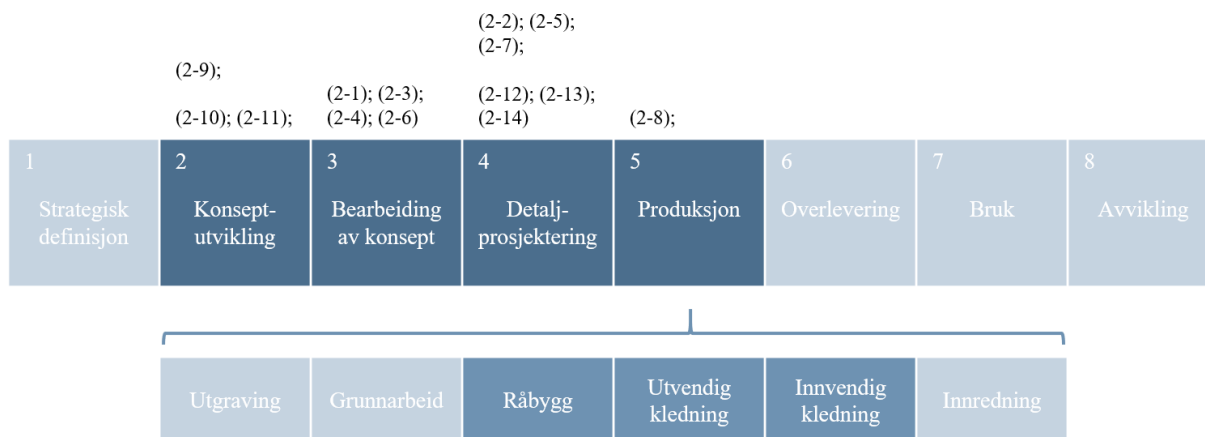 (2-2); (2-5);
(2-7);
(2-9);
(2-1); (2-3);
(2-12); (2-13);
(2-10); (2-11);
(2-4); (2-6)
(2-14)
(2-8);
1
Strategisk
definisjon
2
Konsept-
utvikling
3
Bearbeiding
av konsept
4
Detalj-
prosjektering
5
Produksjon
6
Overlevering
7
Bruk
8
Avvikling
Utgraving
Grunnarbeid
Råbygg
Utvendig
kledning
Innvendig
kledning
Innredning